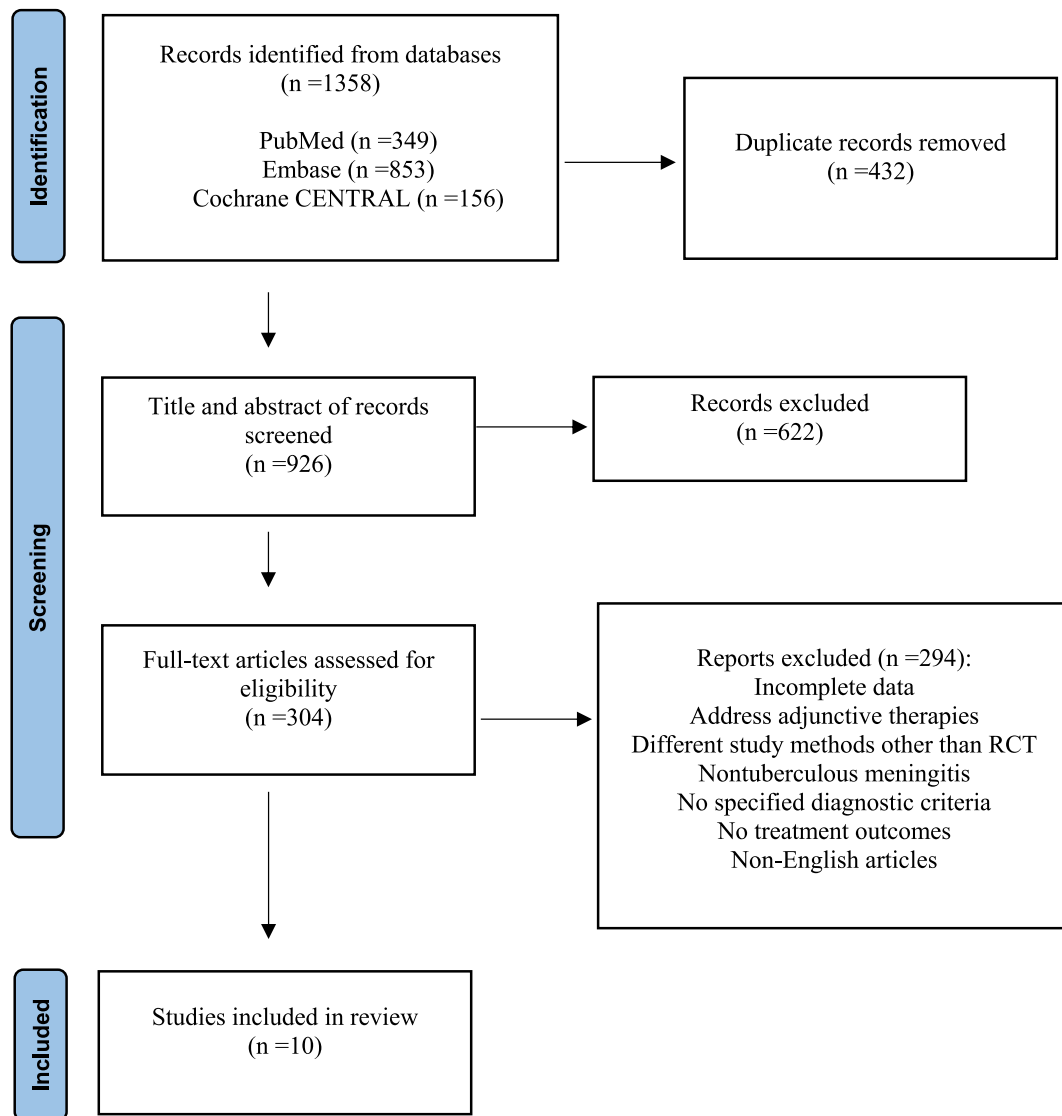 Identification
Records identified from databases
(n =1358)
PubMed (n =349)
Embase (n =853)
Cochrane CENTRAL (n =156)
Duplicate records removed
(n =432)
Screening
Title and abstract of records
screened
(n =926)
Records excluded
(n =622)
Full-text articles assessed for
eligibility
(n =304)
Reports excluded (n =294):
Incomplete data
Address adjunctive therapies
Different study methods other than RCT
Nontuberculous meningitis
No specified diagnostic criteria
No treatment outcomes
Non-English articles
Included
Studies included in review
(n =10)